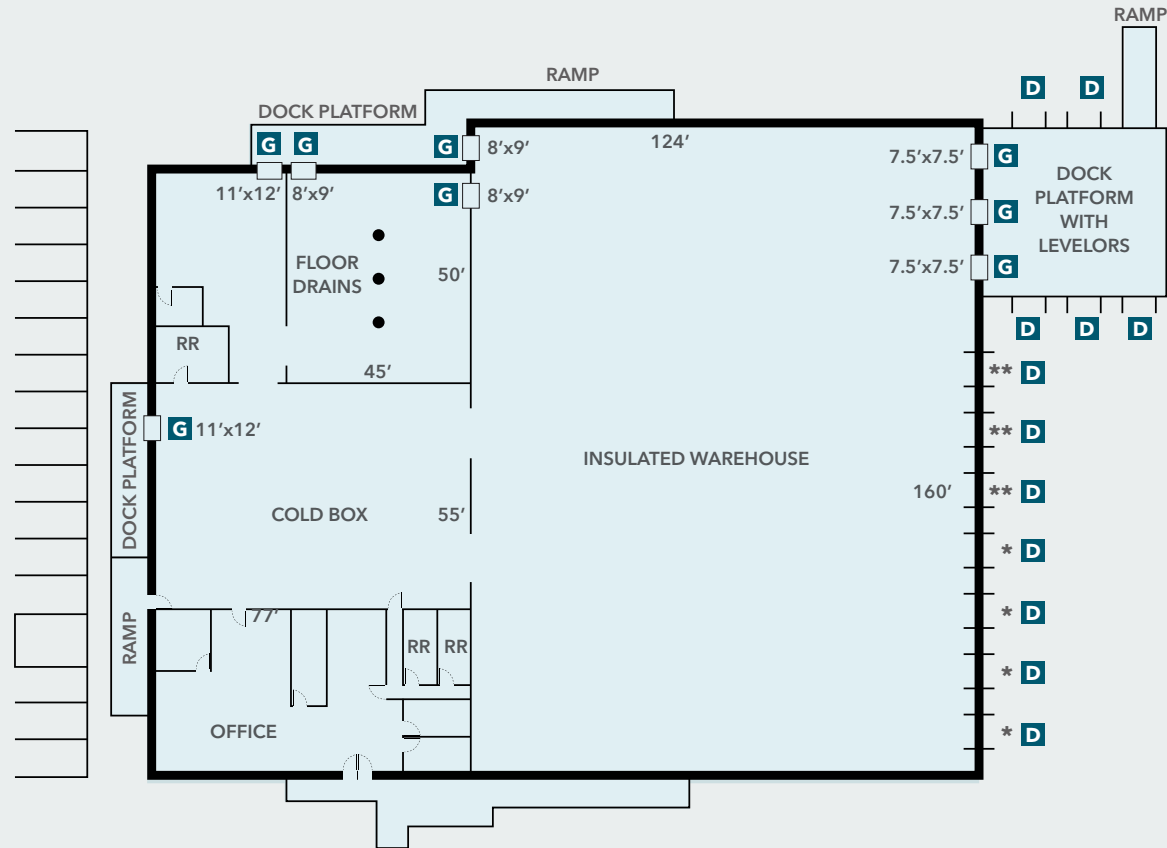 RAMP
RAMP
D D
DOCK PLATFORM
G G
G 8’x9’
124’
7.5’x7.5’ G
11’x12’ 8’x9’
G 8’x9’
DOCK
PLATFORM
WITH
LEVELORS
7.5’x7.5’ G
FLOOR
DRAINS
50’
7.5’x7.5’ G
D D D
RR
45’
** D
DOCK PLATFORM
G 11’x12’
** D
INSULATED WAREHOUSE
COLD BOX
55’
160’
** D
* D
RAMP
77’
* D
RR RR
* D
OFFICE
* D